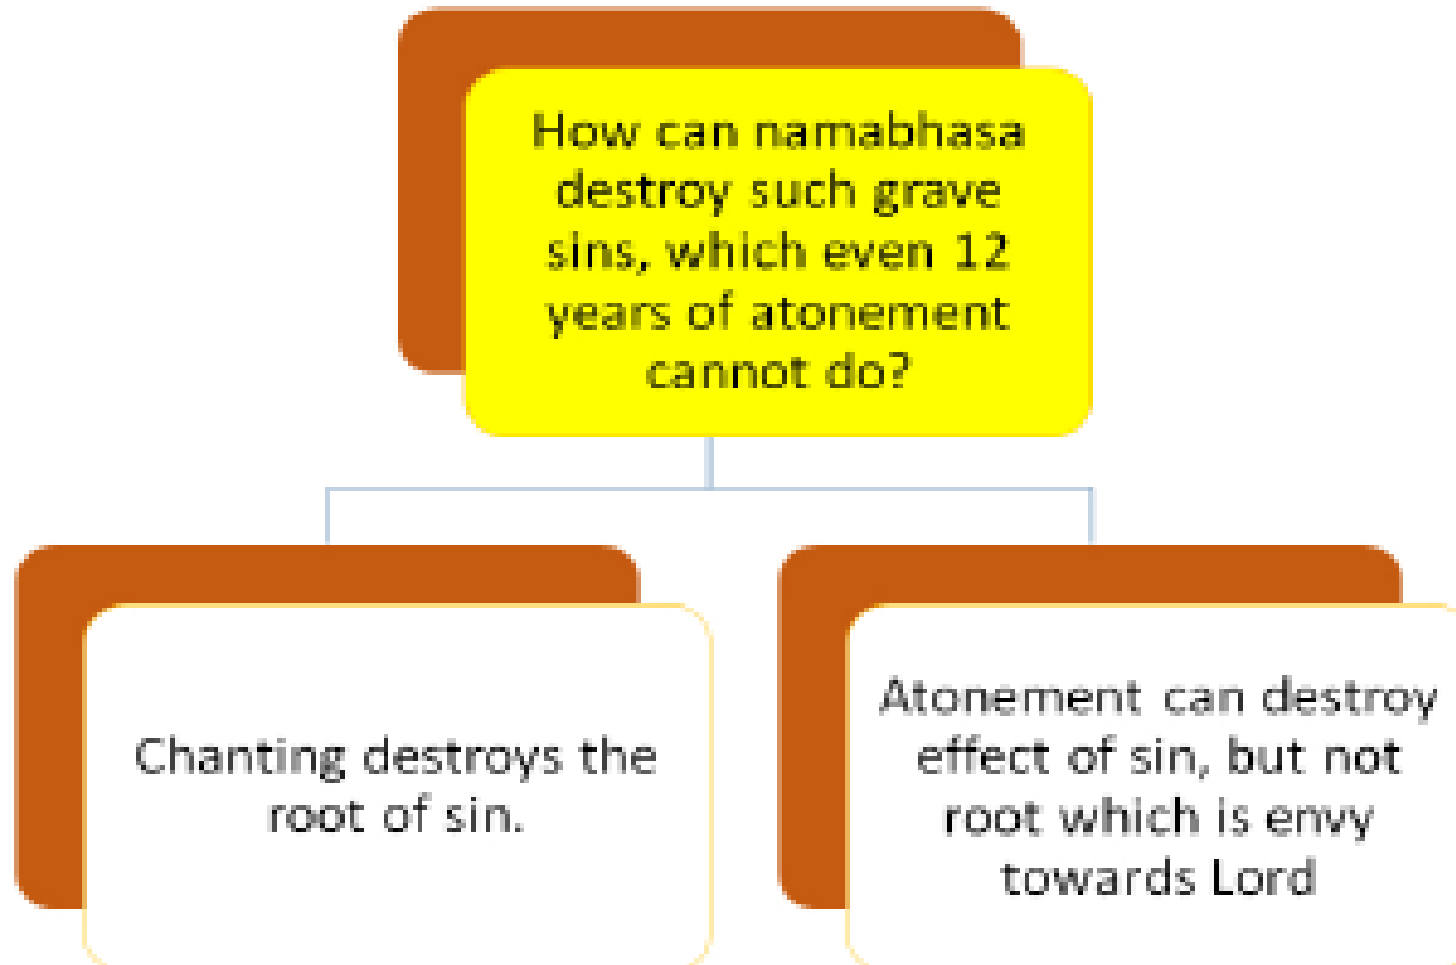 How can namabhasa
destroy such grave
sins, which even 12
years of atonement
cannot do?
Chanting destroys the
root of sin.
Atonement can destroy
effect of sin, but not
root which is envy
towards Lord